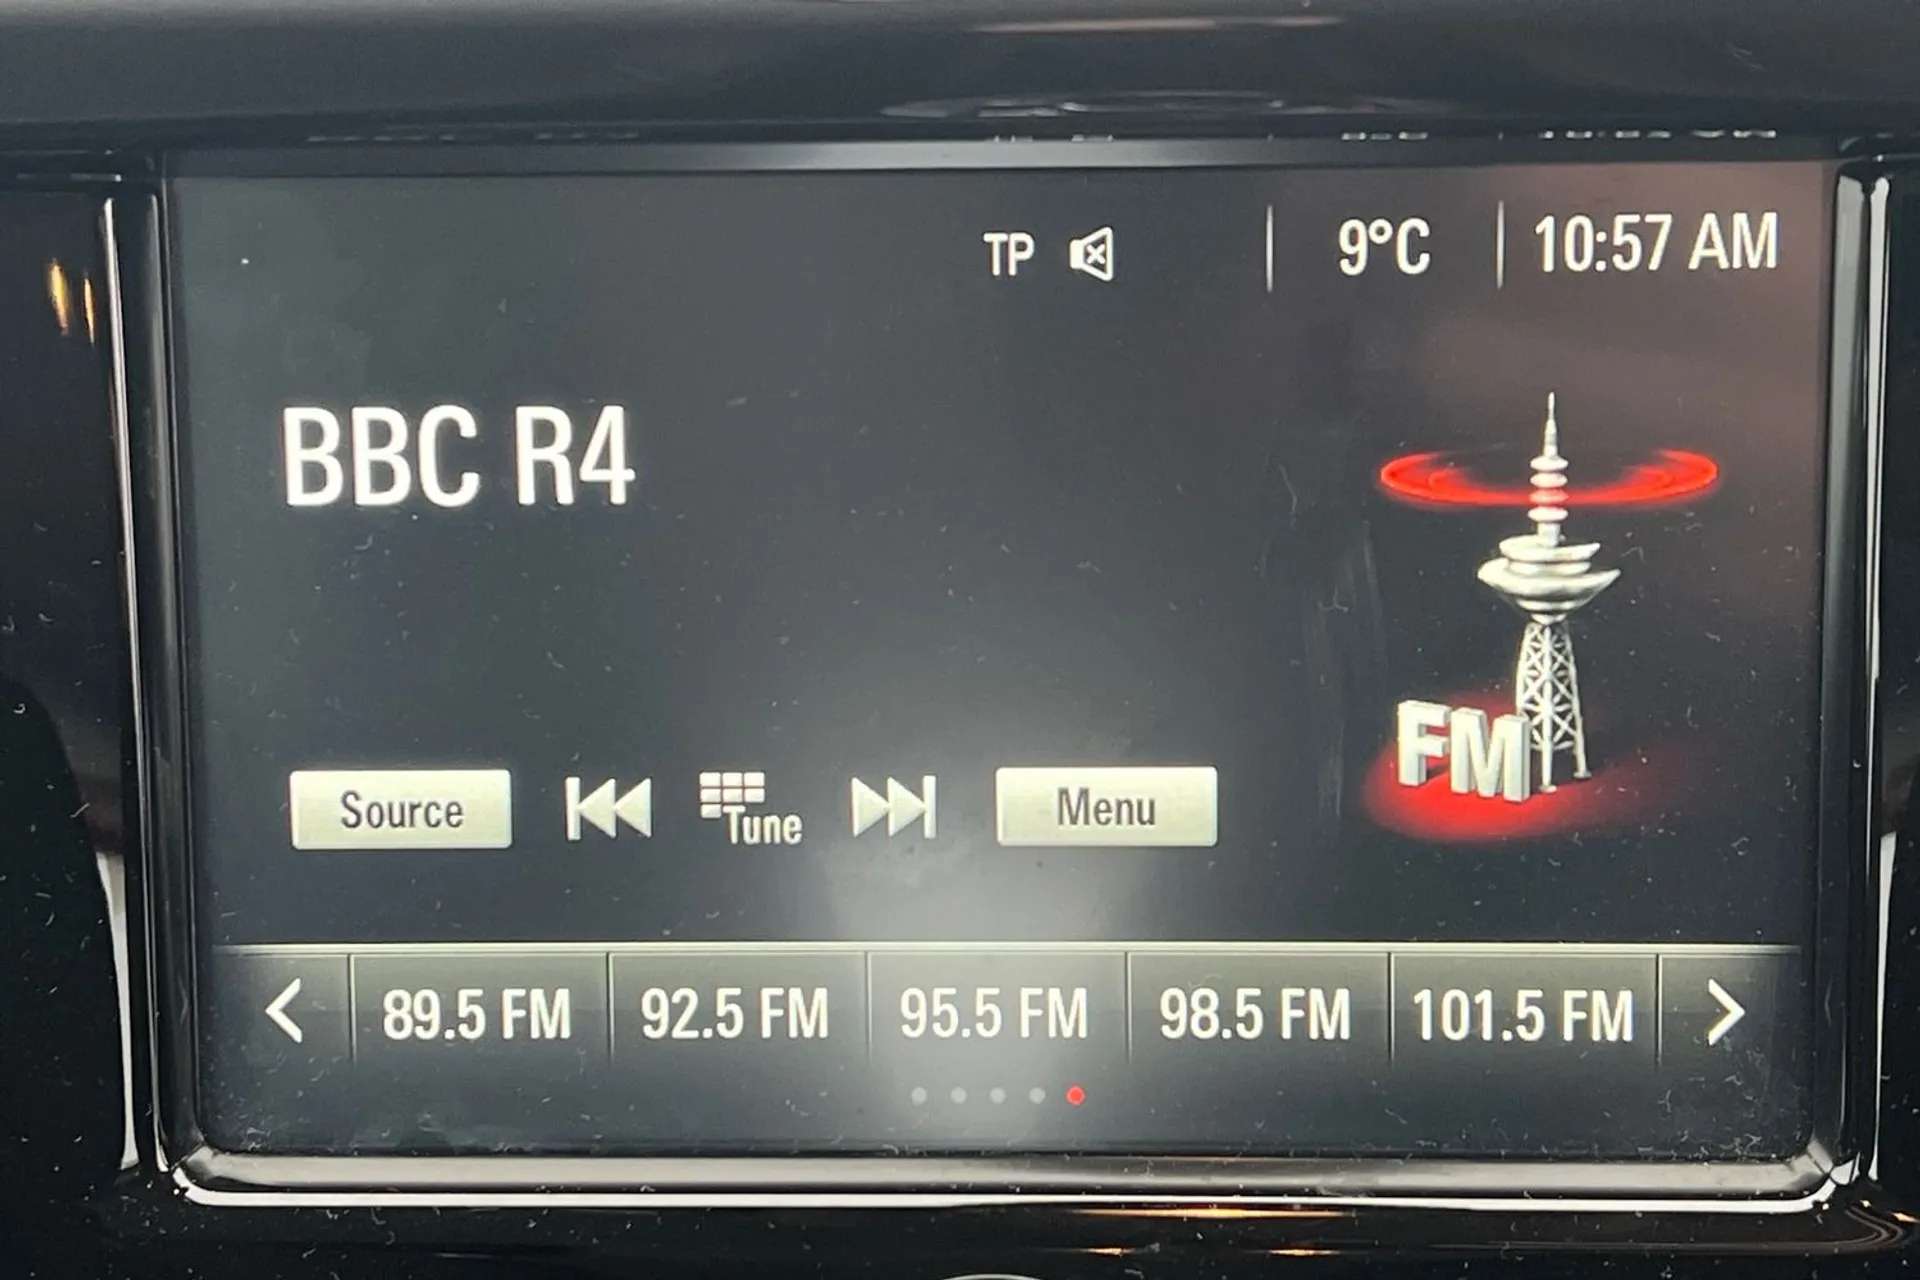 TP 9°C 10:57 AM
BBC R4
FM
Source Tune Menu
89.5 FM 92.5 FM 95.5 FM 98.5 FM 101.5 FM